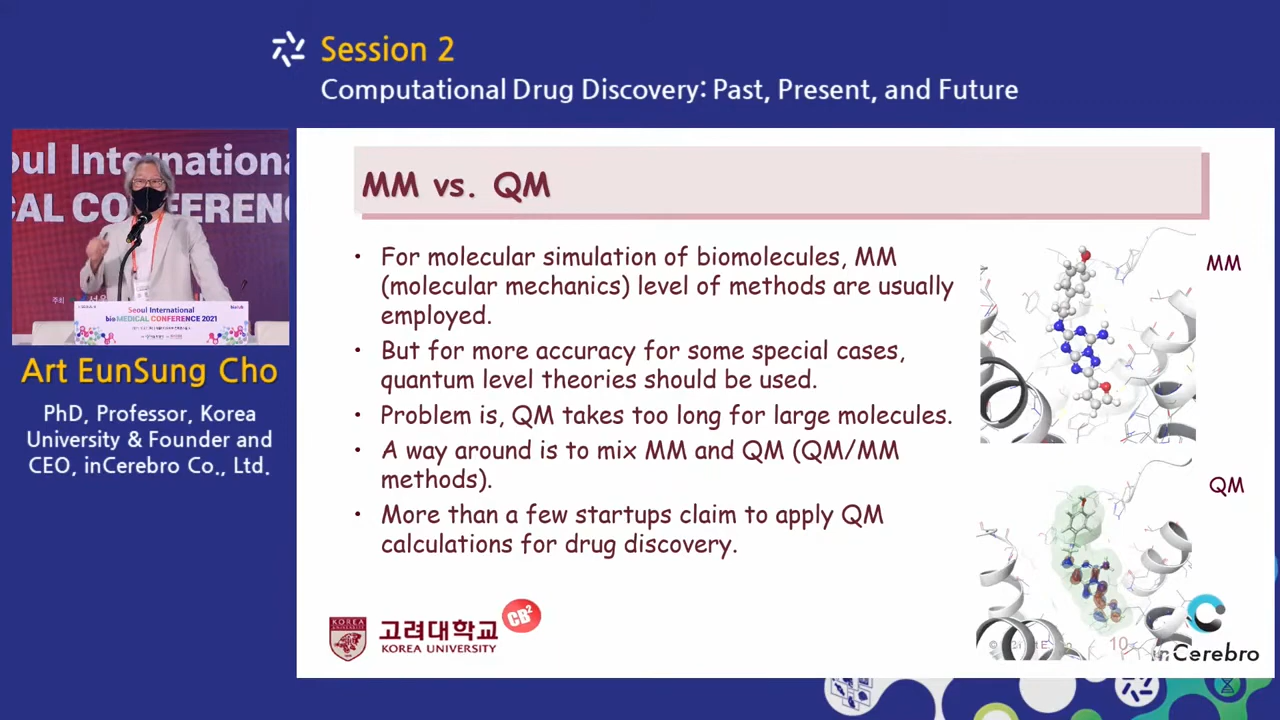 Session 2
Computational Drug Discovery: Past, Present, and Future
oul Internationa
CAL CONFERENC
주최
Seoul International
bioMEDICAL CONFERENCE 2021
Art EunSung Cho
PhD, Professor, Korea
University & Founder and
CEO, inCerebro Co., Ltd.
MM vs. QM
• For molecular simulation of biomolecules, MM
(molecular mechanics) level of methods are usually
employed.
• But for more accuracy for some special cases,
quantum level theories should be used.
• Problem is, QM takes too long for large molecules.
• A way around is to mix MM and QM (QM/MM
methods).
• More than a few startups claim to apply QM
calculations for drug discovery.
MM
QM
KOREA
고려대학교
KOREA UNIVERSITY
CB²
10
inCerebro